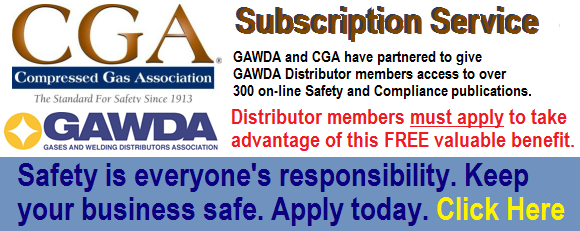 CGA®
Compressed Gas Association
The Standard For Safety Since 1913
GAWDA
GASES AND WELDING DISTRIBUTORS ASSOCIATION
Subscription Service
GAWDA and CGA have partnered to give
GAWDA Distributor members access to over
300 on-line Safety and Compliance publications.
Distributor members must apply to take
advantage of this FREE valuable benefit.
Safety is everyone's responsibility. Keep
your business safe. Apply today. Click Here